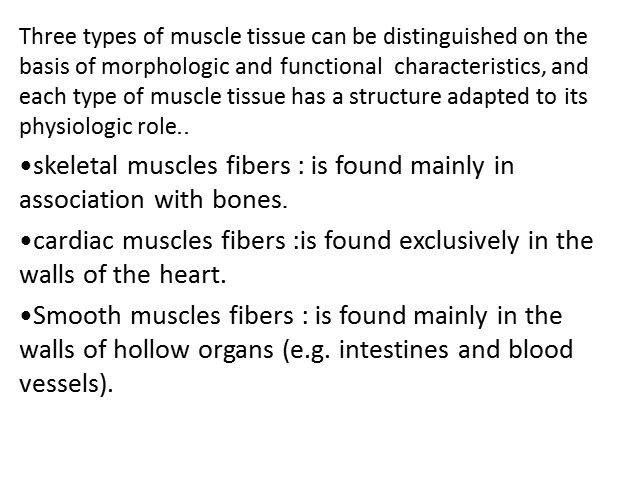 Three types of muscle tissue can be distinguished on the
basis of morphologic and functional  characteristics, and
each type of muscle tissue has a structure adapted to its
physiologic role..
•skeletal muscles fibers : is found mainly in
association with bones.
•cardiac muscles fibers :is found exclusively in the
walls of the heart.
•Smooth muscles fibers : is found mainly in the
walls of hollow organs (e.g. intestines and blood
vessels).